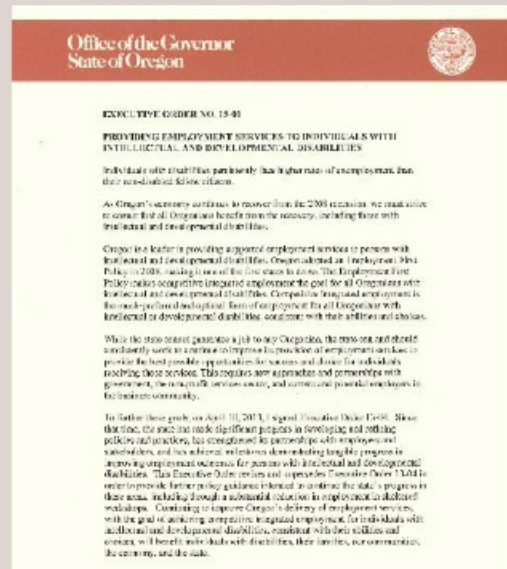 Office of the Governor
State of Oregon
EXECUTIVE ORDER NO. 15-01
PROVIDING EMPLOYMENT SERVICES TO INDIVIDUALS WITH
INTELLECTUAL AND DEVELOPMENTAL DISABILITIES
Individuals with disabilities persistently face higher rates of unemployment than
their non-disabled fellow citizens.
As Oregon's economy continues to recover from the 2008 recession, we must strive
to ensure that all Oregonians benefit from the recovery, including those with
intellectual and developmental disabilities.
Oregon is a leader in providing supported employment services to persons with
intellectual and developmental disabilities. Oregon adopted an Employment First
Policy in 2008, making it one of the first states to do so. The Employment First
Policy makes competitive integrated employment the goal for all Oregonians with
intellectual and developmental disabilities. Competitive integrated employment is
the much-preferred and optimal form of employment for all Oregonians with
intellectual or developmental disabilities, consistent with their abilities and choices.
While the state cannot guarantee a job to any Oregonian, the state can and should
consistently work to continue to improve its provision of employment services to
provide the best possible opportunities for success and choice for individuals
receiving those services. This requires new approaches and partnerships with
government, the non-profit services sector, and current and potential employers in
the business community.
To further these goals, on April 10, 2013, I signed Executive Order 13-04. Since
that time, the state has made significant progress in developing and refining
policies and practices, has strengthened its partnerships with employers and
stakeholders, and has achieved milestones demonstrating tangible progress in
improving employment outcomes for persons with intellectual and developmental
disabilities. This Executive Order revises and supersedes Executive Order 13-04 in
order to provide further policy guidance intended to continue the state's progress in
these areas, including through a substantial reduction in employment in sheltered
workshops. Continuing to improve Oregon's delivery of employment services,
with the goal of achieving competitive integrated employment for individuals with
intellectual and developmental disabilities, consistent with their abilities and
choices, will benefit individuals with disabilities, their families, our communities,
the economy, and the state.